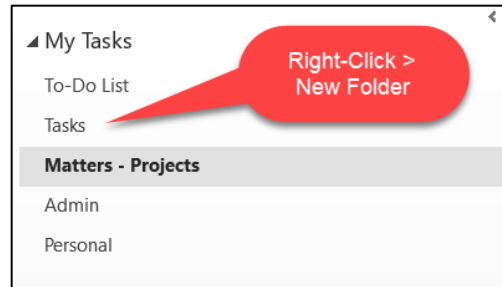 My Tasks
Right-Click >
New Folder
To-Do List
Tasks
Matters - Projects
Admin
Personal